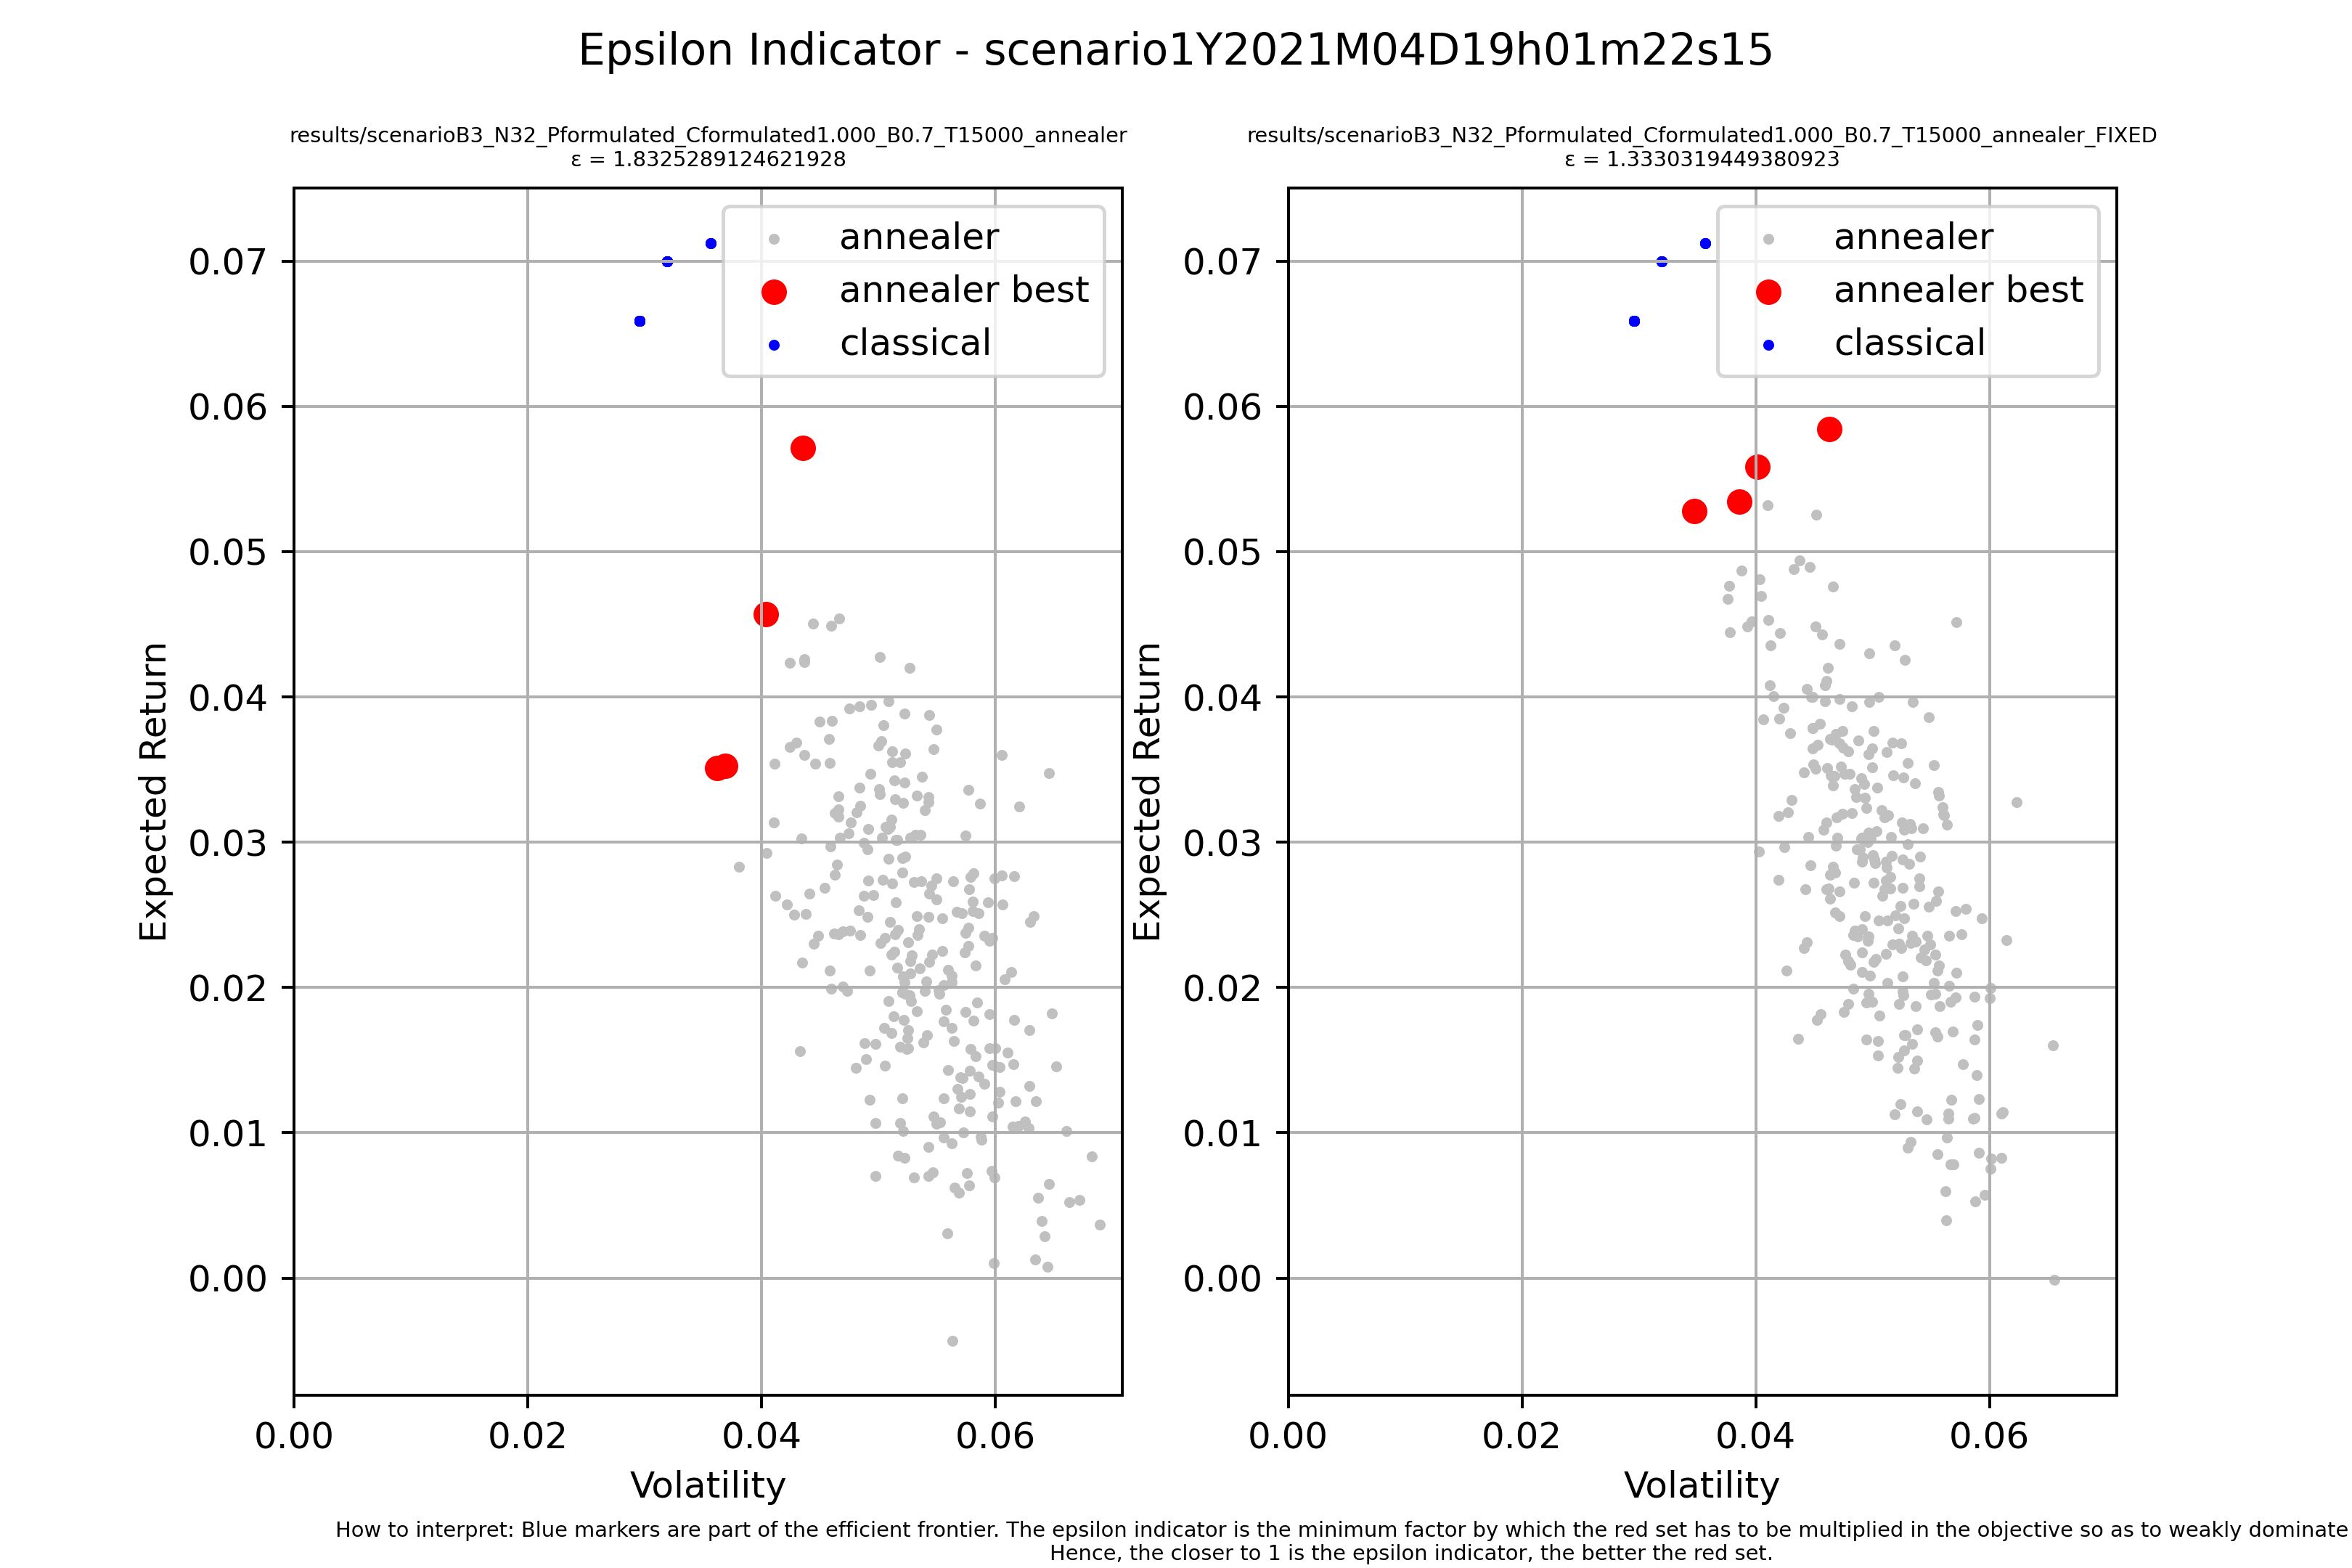 Epsilon Indicator - scenario1Y2021M04D19h01m22s15
results/scenarioB3_N32_Pformulated_Cformulated1.000_B0.7_T15000_annealer
ε = 1.8325289124621928
annealer
annealer best
classical
0.07
0.06
0.05
0.04
0.03
0.02
0.01
0.00
Expected Return
0.00
0.02
0.04
0.06
Volatility
results/scenarioB3_N32_Pformulated_Cformulated1.000_B0.7_T15000_annealer_FIXED
ε = 1.3330319449380923
annealer
annealer best
classical
0.07
0.06
0.05
0.04
0.03
0.02
0.01
0.00
Expected Return
0.00
0.02
0.04
0.06
Volatility
How to interpret: Blue markers are part of the efficient frontier. The epsilon indicator is the minimum factor by which the red set has to be multiplied in the objective so as to weakly dominate
Hence, the closer to 1 is the epsilon indicator, the better the red set.